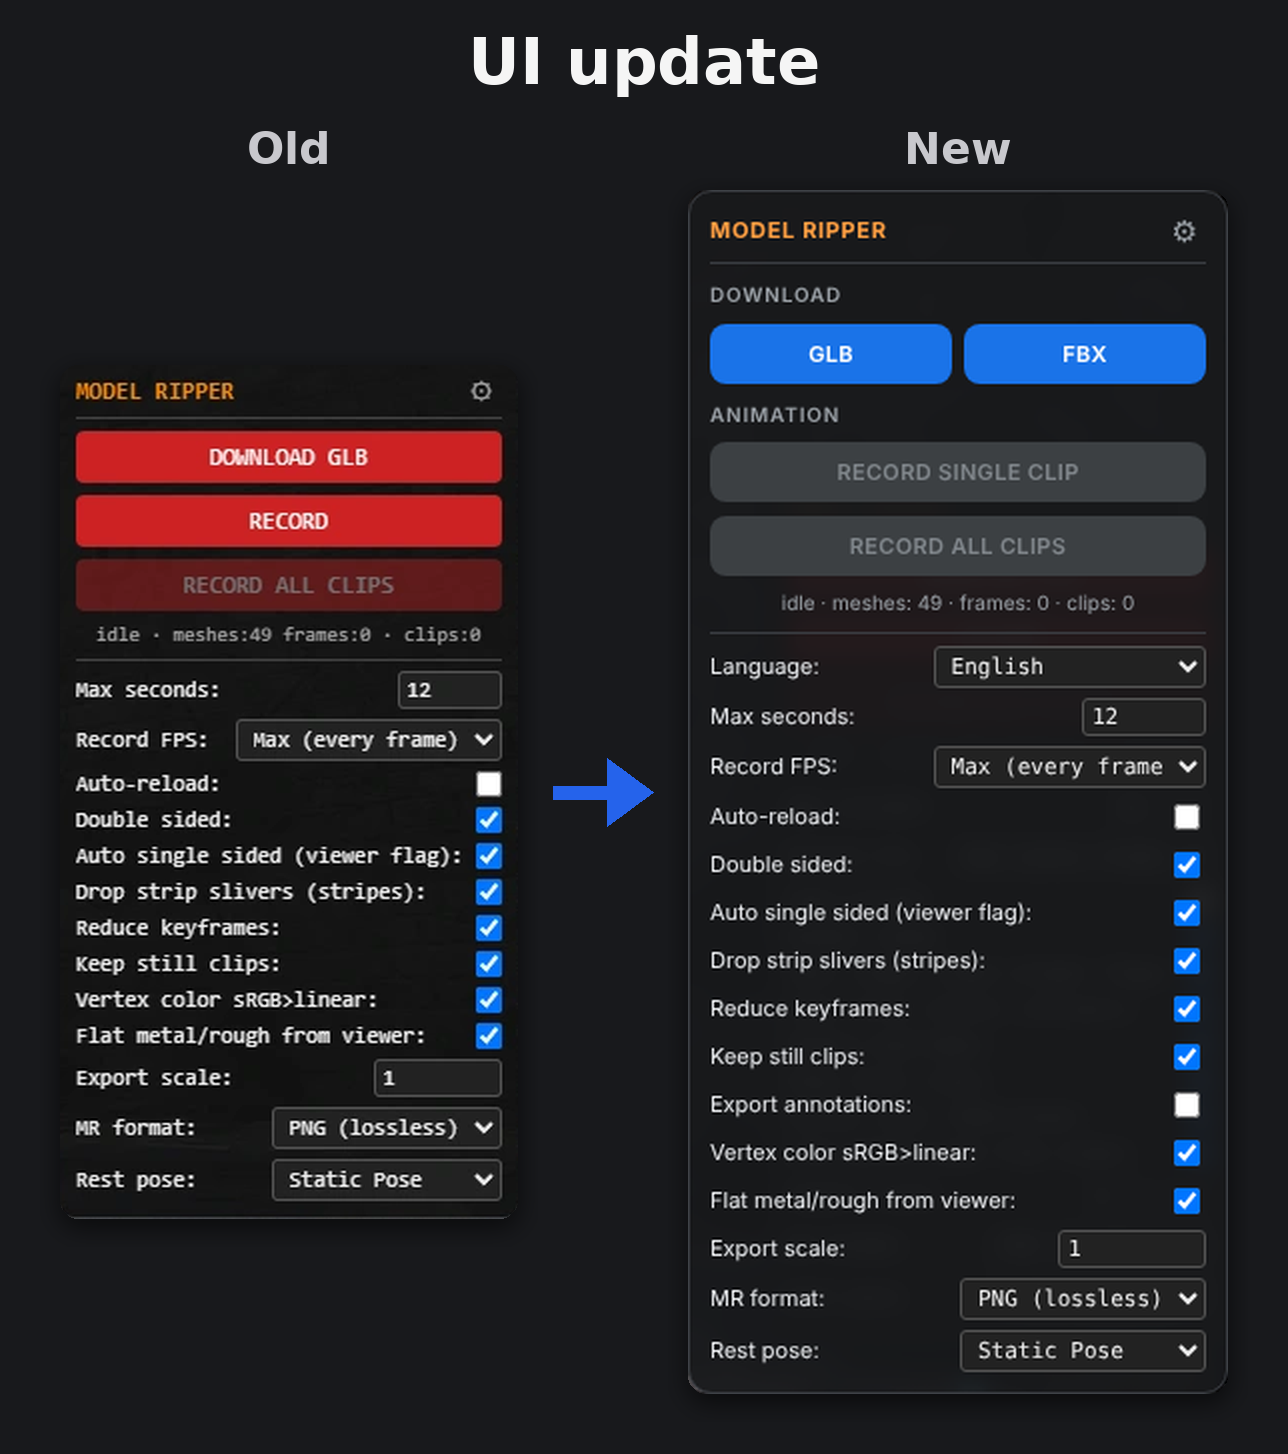 UI update
Old
MODEL RIPPER
DOWNLOAD GLB
RECORD
RECORD ALL CLIPS
idle · meshes:49 frames:0 · clips:0
Max seconds: 12
Record FPS: Max (every frame)
Auto-reload:
Double sided:
Auto single sided (viewer flag):
Drop strip slivers (stripes):
Reduce keyframes:
Keep still clips:
Vertex color sRGB>linear:
Flat metal/rough from viewer:
Export scale: 1
MR format: PNG (lossless)
Rest pose: Static Pose
New
MODEL RIPPER
DOWNLOAD
GLB FBX
ANIMATION
RECORD SINGLE CLIP
RECORD ALL CLIPS
idle · meshes: 49 · frames: 0 · clips: 0
Language: English
Max seconds: 12
Record FPS: Max (every frame
Auto-reload:
Double sided:
Auto single sided (viewer flag):
Drop strip slivers (stripes):
Reduce keyframes:
Keep still clips:
Export annotations:
Vertex color sRGB>linear:
Flat metal/rough from viewer:
Export scale: 1
MR format: PNG (lossless)
Rest pose: Static Pose